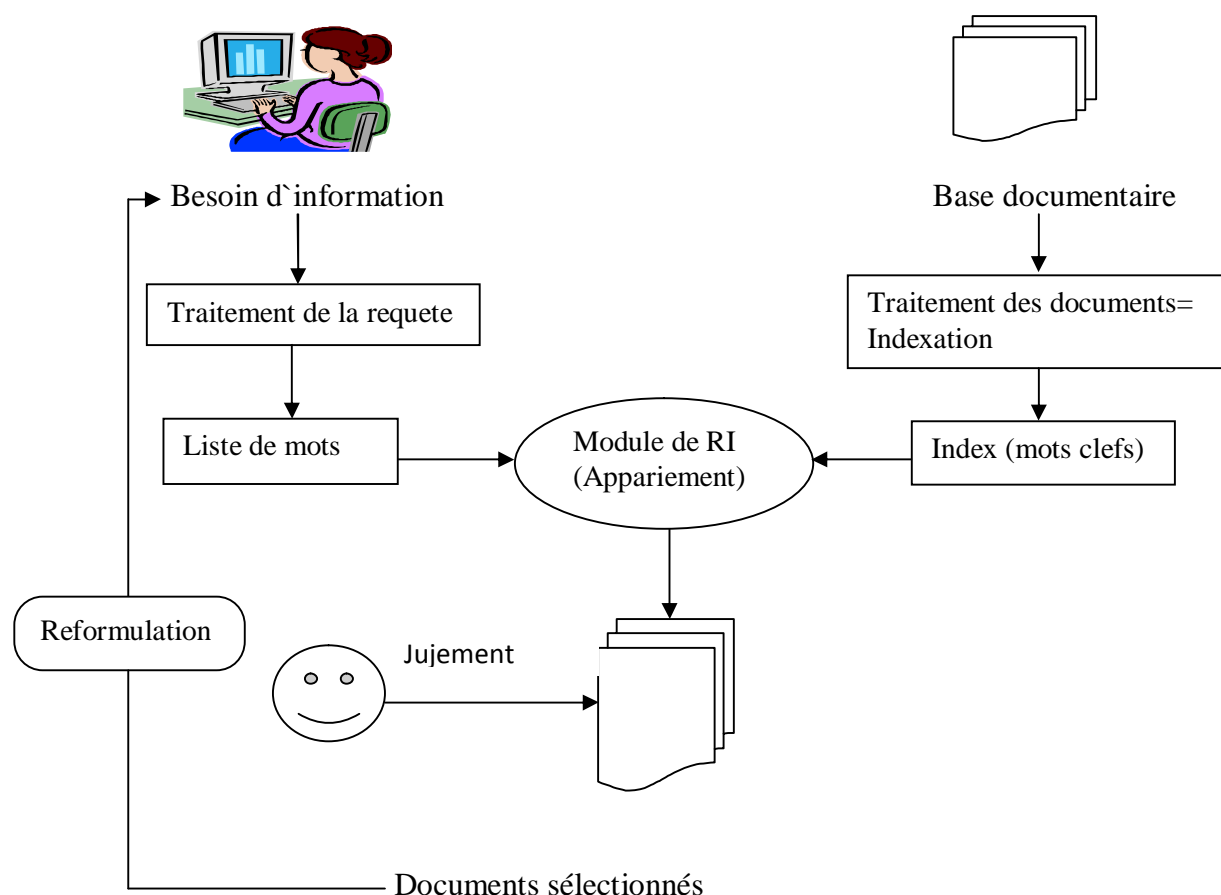 Besoin d`information
Base documentaire
Traitement de la requete
Traitement des documents=
Indexation
Liste de mots
Module de RI
(Appariement)
Index (mots clefs)
Reformulation
Jujement
Documents sélectionnés